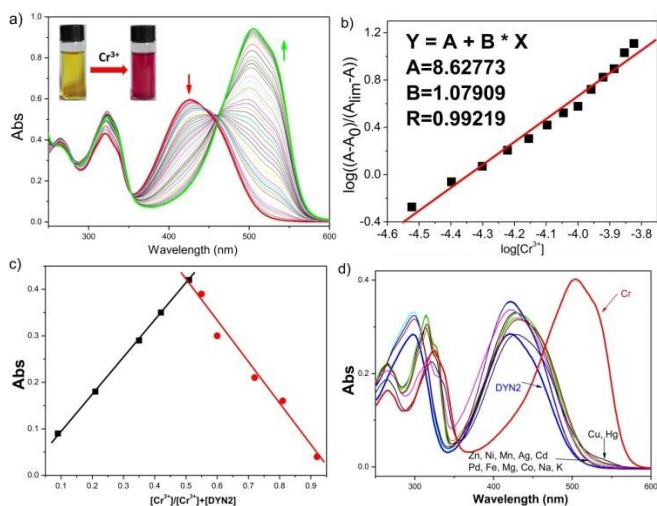 a)
Cr³⁺
Abs
1.0
0.8
0.6
0.4
0.2
0.0
300
400
500
600
Wavelength (nm)
b)
Y = A + B * X
A=8.62773
B=1.07909
R=0.99219
log((A-A₀)/(A_lim-A))
1.2
0.8
0.4
0.0
-0.4
-4.6
-4.5
-4.4
-4.3
-4.2
-4.1
-4.0
-3.9
-3.8
log[Cr³⁺]
c)
Abs
0.4
0.3
0.2
0.1
0.0
0.1
0.2
0.3
0.4
0.5
0.6
0.7
0.8
0.9
[Cr³⁺]/[Cr³⁺]+[DYN2]
d)
Abs
0.4
0.2
0.0
Cr
DYN2
Cu, Hg
Zn, Ni, Mn, Ag, Cd
Pd, Fe, Mg, Co, Na, K
300
400
500
600
Wavelength (nm)